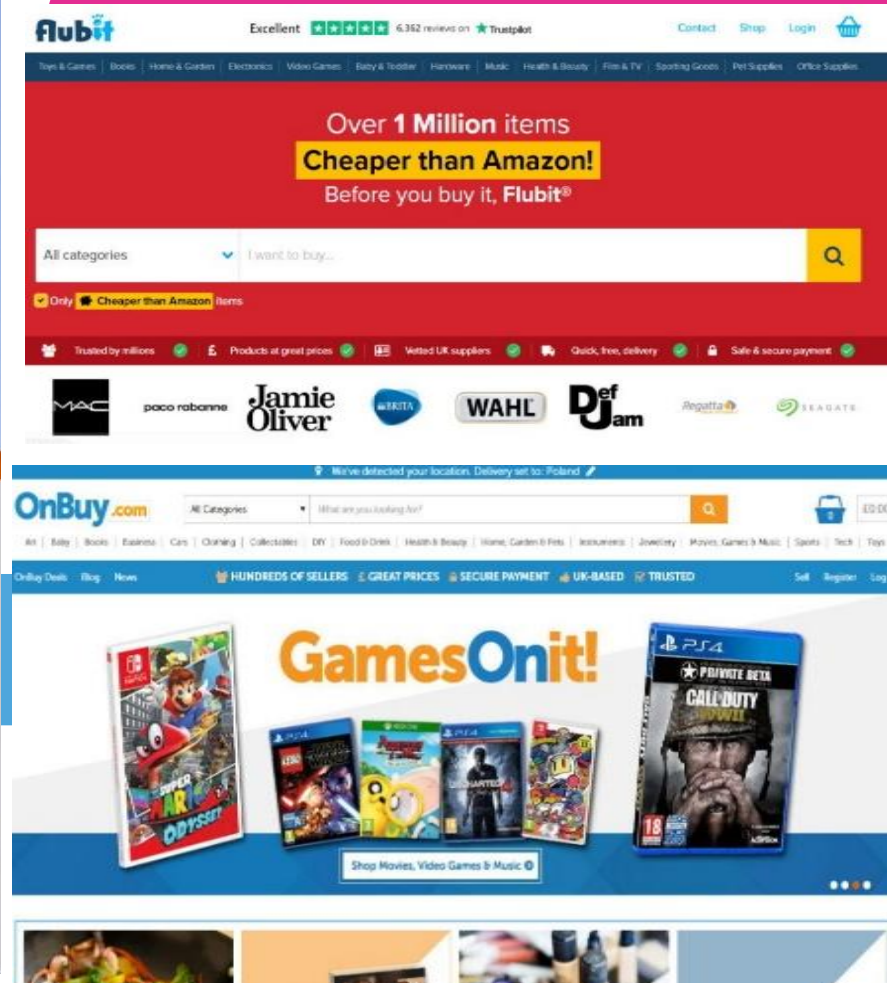 flubit
Excellent 6,362 reviews on Trustpilot
Contact Shop Login
Toys & Games Books Home & Garden Electronics Video Games Baby & Toddler Hardware Music Health & Beauty Film & TV Sporting Goods Pet Supplies Office Supplies
Over 1 Million items
Cheaper than Amazon!
Before you buy it, Flubit®
All categories I want to buy...
Only Cheaper than Amazon items
Trusted by millions £ Products at great prices Vetted UK suppliers Quick, free, delivery Safe & secure payment
MAC paco rabanne Jamie Oliver BRITA WAHL Def Jam Regatta SEAGATE
We've detected your location. Delivery set to: Poland
OnBuy.com All Categories What are you looking for? 0
Art | Baby | Books | Business | Cars | Clothing | Collectables | DIY | Food & Drink | Health & Beauty | Home, Garden & Pets | Instruments | Jewellery | Movies, Games & Music | Sports | Tech | Toys
OnBuy Deals Blog News HUNDREDS OF SELLERS £ GREAT PRICES SECURE PAYMENT UK-BASED TRUSTED Sell Register Log
GamesOnit!
PS4
PRIVATE BETA
CALL DUTY
WWII
SUPER MARIO
ODYSSEY
LEGO
UNCHARTED
18
Shop Movies, Video Games & Music